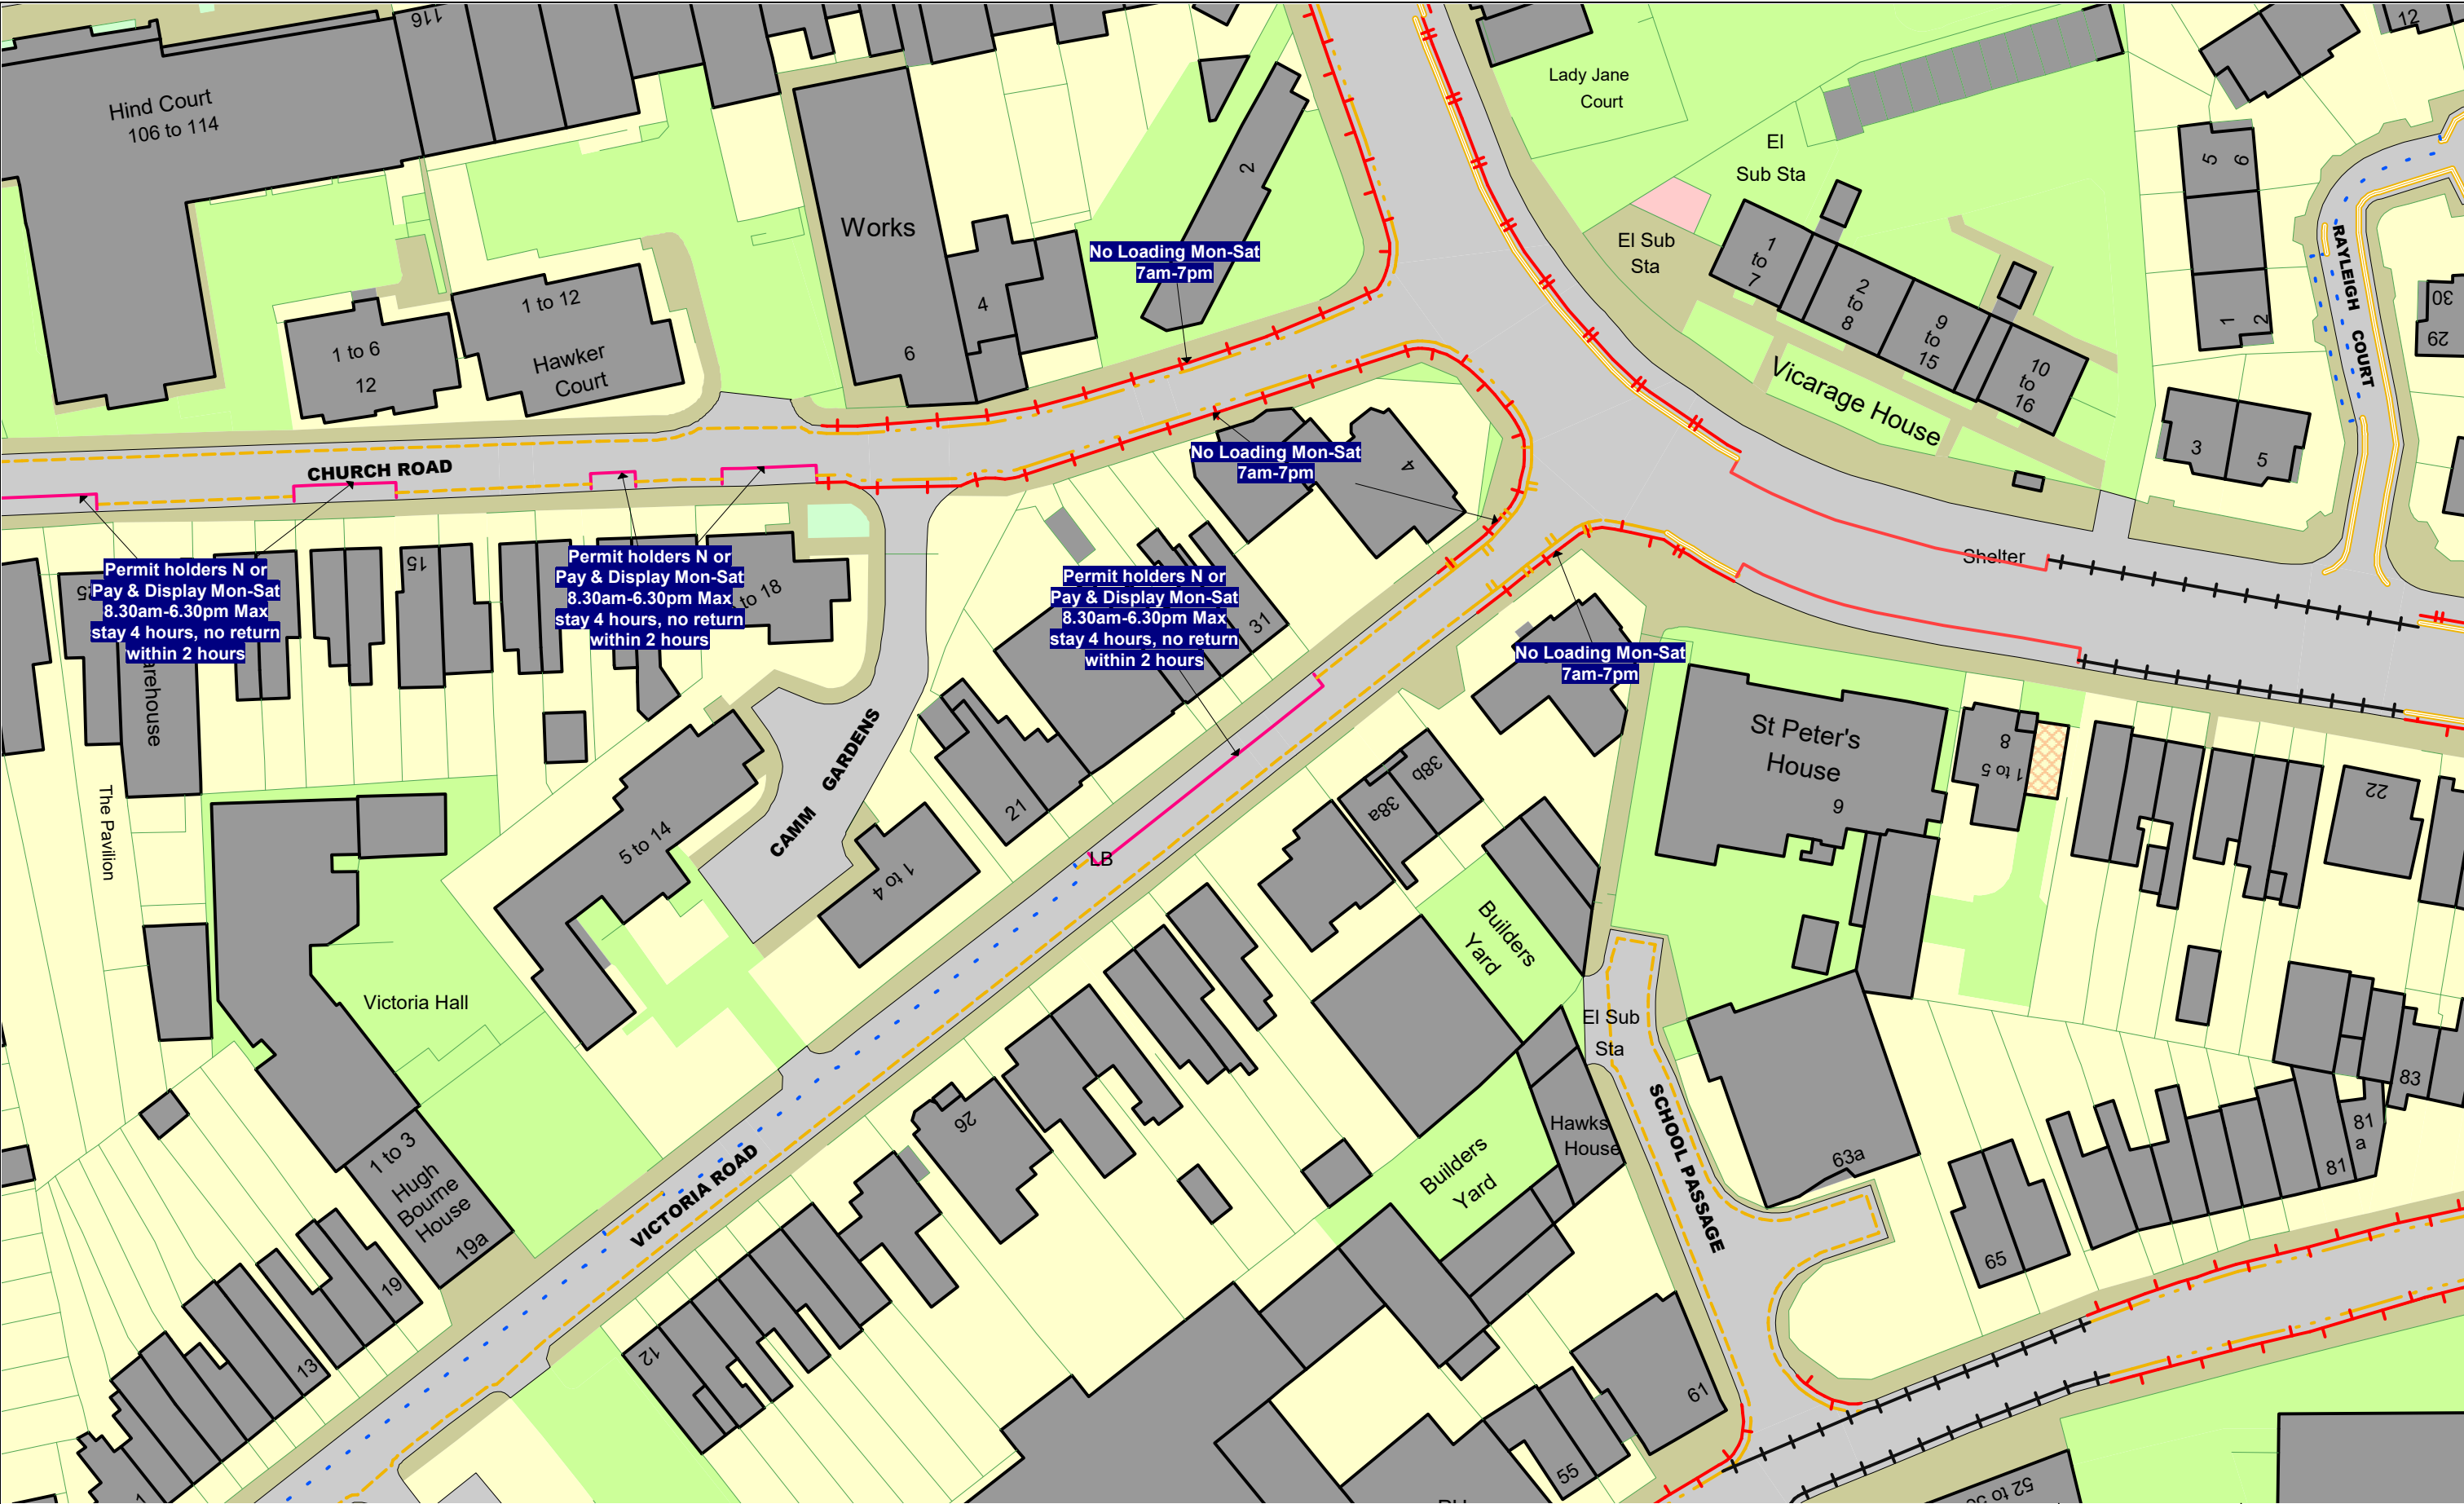 116
12
Hind Court
106 to 114
Lady Jane
Court
El
Sub Sta
El Sub
Sta
5
6
1
2
RAYLEIGH COURT
30
29
2
Works
4
6
No Loading Mon-Sat
7am-7pm
1
to
7
2
to
8
9
to
15
10
to
16
Vicarage House
3
5
1 to 12
Hawker
Court
1 to 6
12
CHURCH ROAD
4
No Loading Mon-Sat
7am-7pm
Shelter
Permit holders N or
Pay & Display Mon-Sat
8.30am-6.30pm Max
stay 4 hours, no return
within 2 hours
15
Permit holders N or
Pay & Display Mon-Sat
8.30am-6.30pm Max
stay 4 hours, no return
within 2 hours
to 18
Permit holders N or
Pay & Display Mon-Sat
8.30am-6.30pm Max
stay 4 hours, no return
within 2 hours
31
No Loading Mon-Sat
7am-7pm
The Pavilion
CAMM GARDENS
21
5 to 14
1 to 4
LB
38b
38a
St Peter's
House
9
8
1 to 5
22
Builders
Yard
Victoria Hall
El Sub
Sta
SCHOOL PASSAGE
Hawks
House
63a
83
81
a
81
65
26
1 to 3
Hugh
Bourne
House
19a
VICTORIA ROAD
Builders
Yard
19
13
1
12
61
55